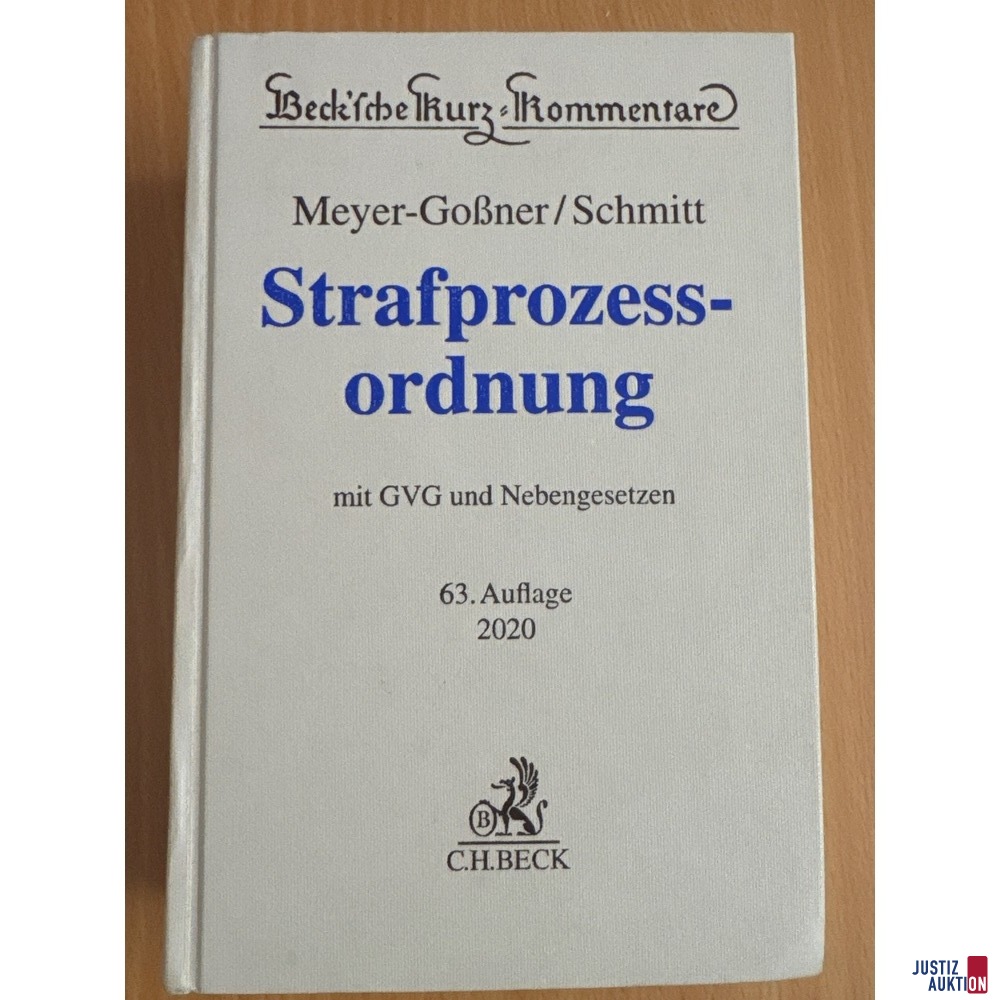 Beck'sche Kurz-Kommentare
Meyer-Goßner/Schmitt
Strafprozess-
ordnung
mit GVG und Nebengesetzen
63. Auflage
2020
B
C.H.BECK
JUSTIZ
AUKTION